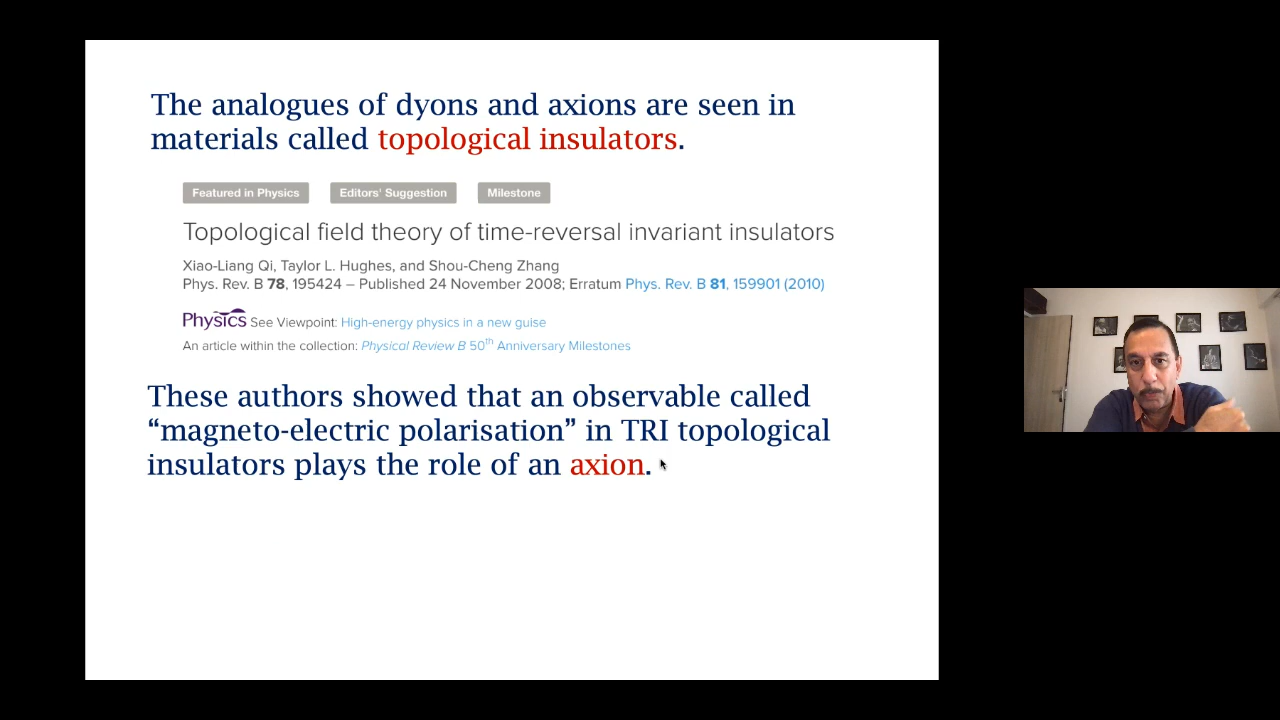 The analogues of dyons and axions are seen in
materials called topological insulators.
Featured in Physics Editors' Suggestion Milestone
Topological field theory of time-reversal invariant insulators
Xiao-Liang Qi, Taylor L. Hughes, and Shou-Cheng Zhang
Phys. Rev. B 78, 195424 – Published 24 November 2008; Erratum Phys. Rev. B 81, 159901 (2010)
Physics See Viewpoint: High-energy physics in a new guise
An article within the collection: Physical Review B 50th Anniversary Milestones
These authors showed that an observable called
“magneto-electric polarisation” in TRI topological
insulators plays the role of an axion.